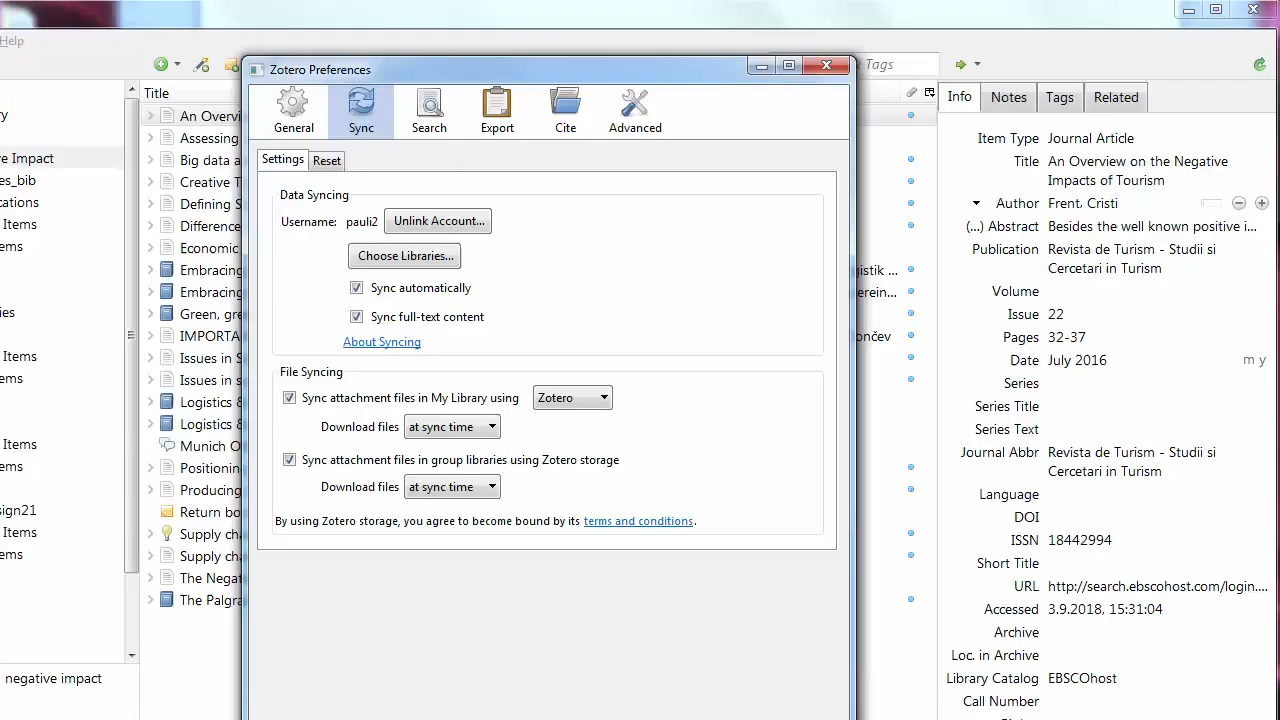 Help
Zotero Preferences
& Tags
General
Sync
Search
Export
Cite
Advanced
Settings
Reset
Data Syncing
Username: pauli2 Unlink Account...
Choose Libraries...
Sync automatically
Sync full-text content
About Syncing
File Syncing
Sync attachment files in My Library using Zotero
Download files at sync time
Sync attachment files in group libraries using Zotero storage
Download files at sync time
By using Zotero storage, you agree to become bound by its terms and conditions.
ry
ve Impact
es_bib
cations
Items
ems
ies
Items
ems
Items
ems
sign21
Items
ems
negative impact
Title
An Overvi
Assessing
Big data a
Creative T
Defining S
Difference
Economic
Embracing
gistik ...
Embracing
erein...
Green, gre
IMPORTA
ončev
Issues in S
Issues in s
Logistics &
Logistics &
Munich O
Positionin
Producing
Return bo
Supply cha
Supply cha
The Negat
The Palgra
Info Notes Tags Related
Item Type Journal Article
Title An Overview on the Negative
Impacts of Tourism
Author Frent, Cristi
(...) Abstract Besides the well known positive i...
Publication Revista de Turism - Studii si
Cercetari in Turism
Volume
Issue 22
Pages 32-37
Date July 2016 m y
Series
Series Title
Series Text
Journal Abbr Revista de Turism - Studii si
Cercetari in Turism
Language
DOI
ISSN 18442994
Short Title
URL http://search.ebscohost.com/login....
Accessed 3.9.2018, 15:31:04
Archive
Loc. in Archive
Library Catalog EBSCOhost
Call Number